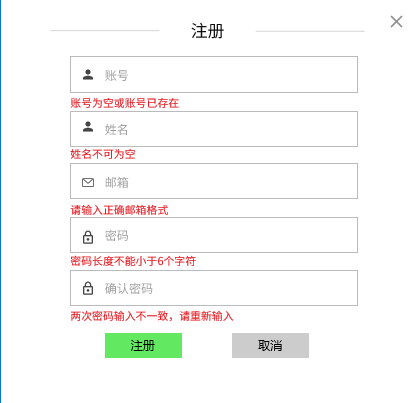 注册
账号
账号为空或账号已存在
姓名
姓名不可为空
邮箱
请输入正确邮箱格式
密码
密码长度不能小于6个字符
确认密码
两次密码输入不一致，请重新输入
注册 取消